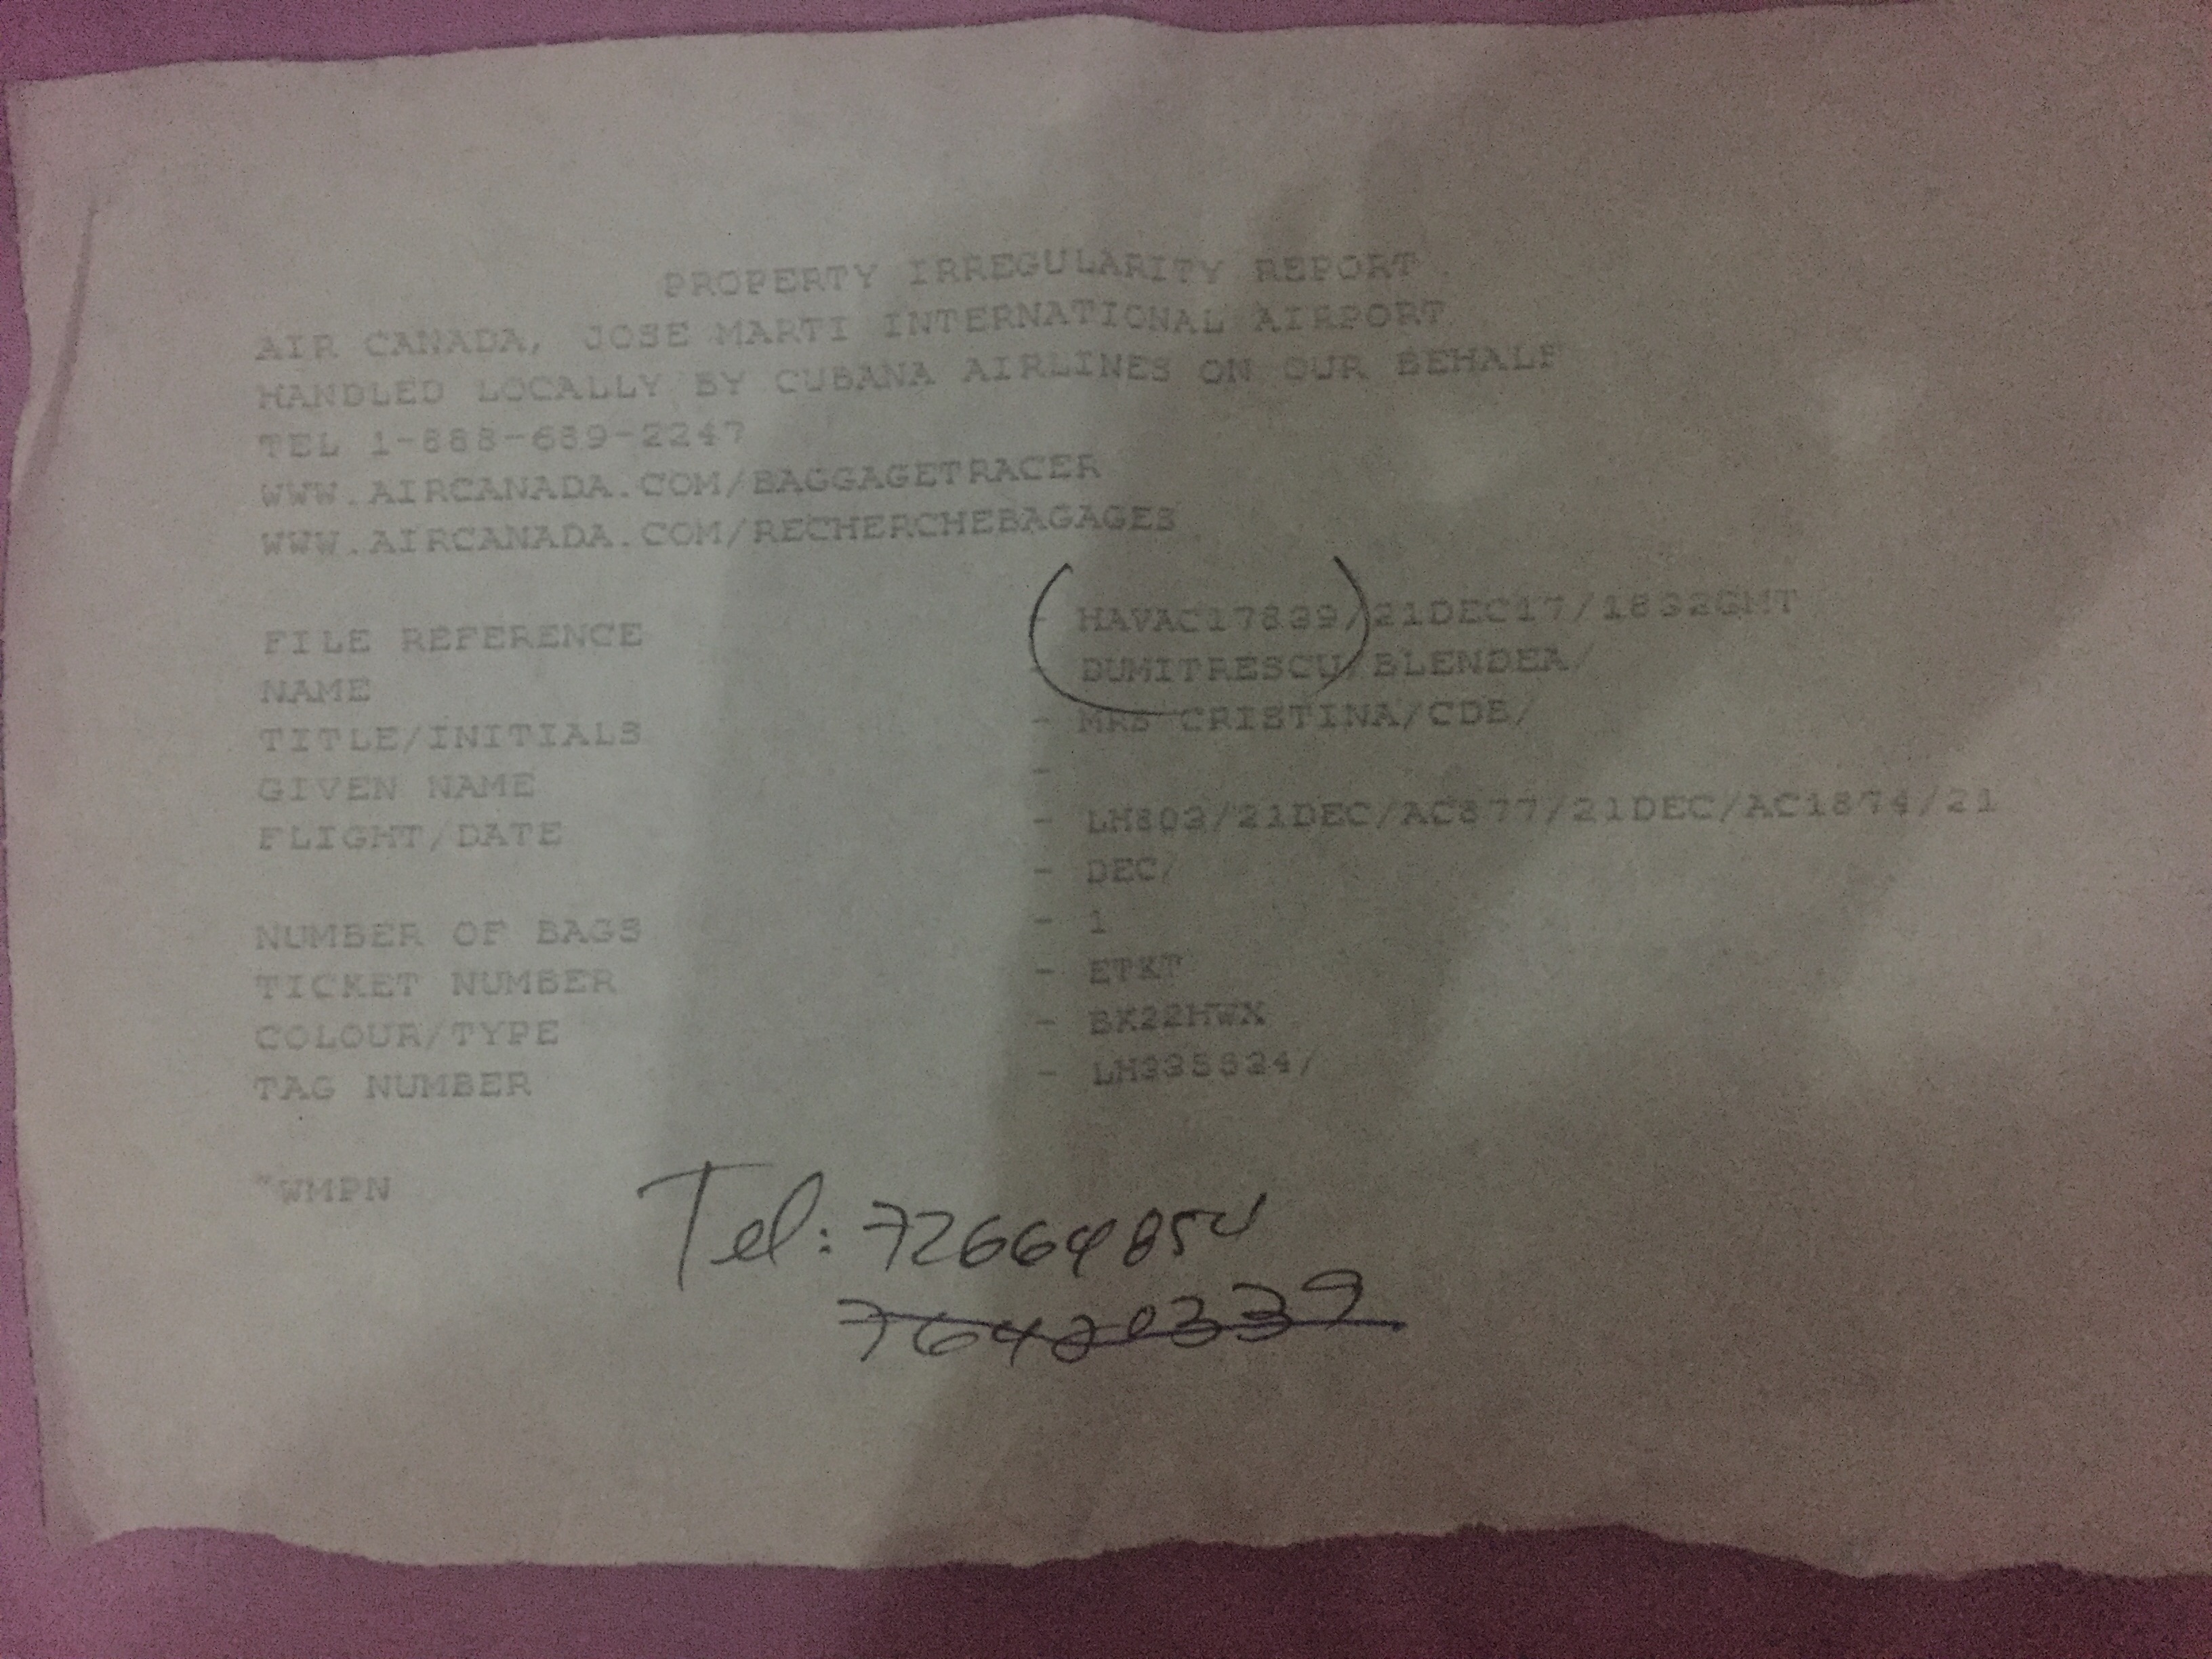 PROPERTY IRREGULARITY REPORT
AIR CANADA, JOSE MARTI INTERNATIONAL AIRPORT
HANDLED LOCALLY BY CUBANA AIRLINES ON OUR BEHALF
TEL 1-888-689-2247
WWW.AIRCANADA.COM/BAGGAGETRACER
WWW.AIRCANADA.COM/RECHERCHEBAGAGES
FILE REFERENCE - HAVAC17839/21DEC17/1832GMT
NAME - DUMITRESCU/BLENDEA/
TITLE/INITIALS - MRS CRISTINA/CDB/
GIVEN NAME -
FLIGHT/DATE - LH803/21DEC/AC877/21DEC/AC1874/21
- DEC/
NUMBER OF BAGS - 1
TICKET NUMBER - ETKT
COLOUR/TYPE - BK22HWX
TAG NUMBER -
WMPN
Tel: 72664854
76420339